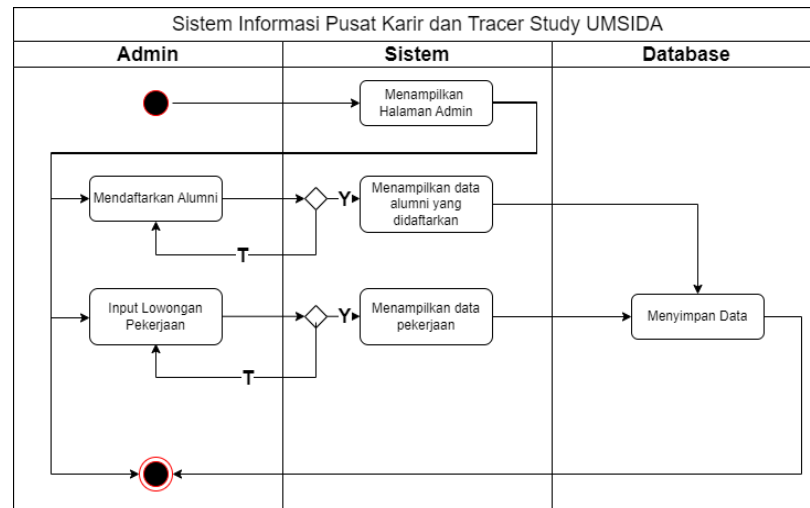 Sistem Informasi Pusat Karir dan Tracer Study UMSIDA
Admin
Sistem
Database
Menampilkan
Halaman Admin
Mendaftarkan Alumni
Y
Menampilkan data
alumni yang
didaftarkan
T
Input Lowongan
Pekerjaan
Y
Menampilkan data
pekerjaan
Menyimpan Data
T